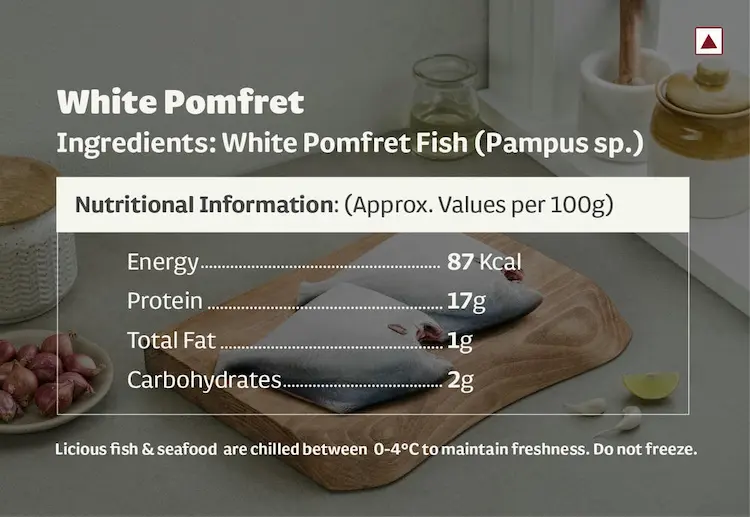 White Pomfret
Ingredients: White Pomfret Fish (Pampus sp.)
Nutritional Information: (Approx. Values per 100g)
Energy........................................ 87 Kcal
Protein ........................................ 17g
Total Fat ...................................... 1g
Carbohydrates........................... 2g
Licious fish & seafood are chilled between 0-4°C to maintain freshness. Do not freeze.